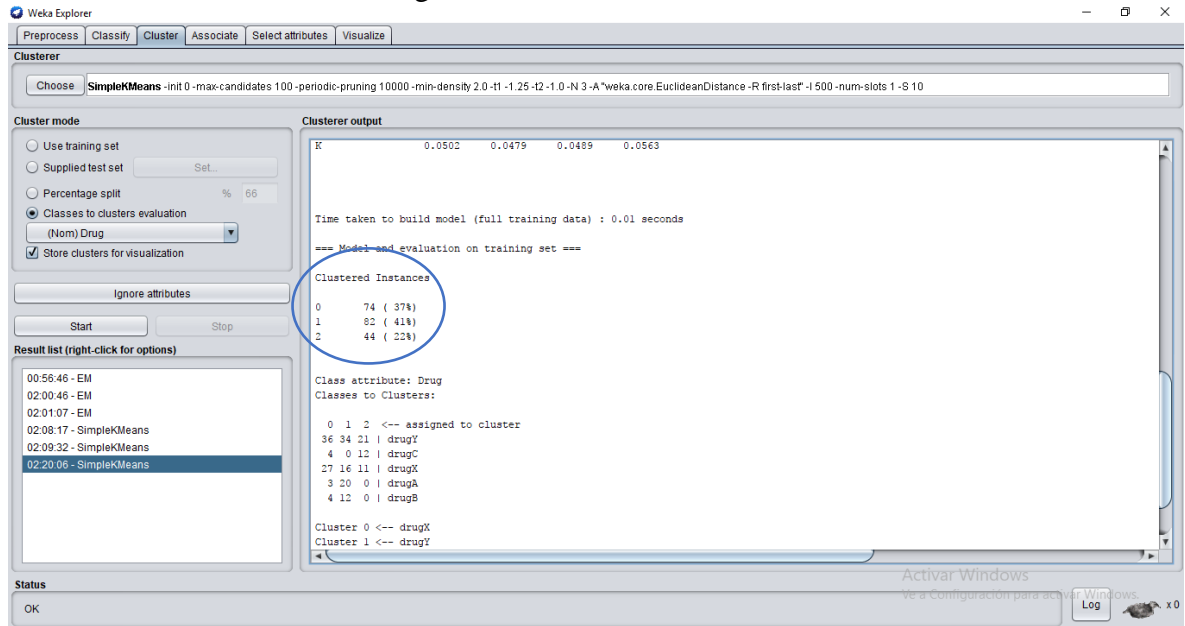 Weka Explorer
Preprocess Classify Cluster Associate Select attributes Visualize
Clusterer
Choose SimpleKMeans -init 0 -max-candidates 100 -periodic-pruning 10000 -min-density 2.0 -t1 -1.25 -t2 -1.0 -N 3 -A "weka.core.EuclideanDistance -R first-last" -I 500 -num-slots 1 -S 10
Cluster mode
Use training set
Supplied test set Set...
Percentage split % 66
Classes to clusters evaluation
(Nom) Drug
Store clusters for visualization
Ignore attributes
Start Stop
Result list (right-click for options)
00:56:46 - EM
02:00:46 - EM
02:01:07 - EM
02:08:17 - SimpleKMeans
02:09:32 - SimpleKMeans
02:20:06 - SimpleKMeans
Clusterer output
K 0.0502 0.0479 0.0489 0.0563
Time taken to build model (full training data) : 0.01 seconds
=== Model and evaluation on training set ===
Clustered Instances
0 74 ( 37%)
1 82 ( 41%)
2 44 ( 22%)
Class attribute: Drug
Classes to Clusters:
0 1 2 <-- assigned to cluster
36 34 21 | drugY
4 0 12 | drugC
27 16 11 | drugX
3 20 0 | drugA
4 12 0 | drugB
Cluster 0 <-- drugX
Cluster 1 <-- drugY
Activar Windows
Ve a Configuración para activar Windows.
Status
OK
Log x 0